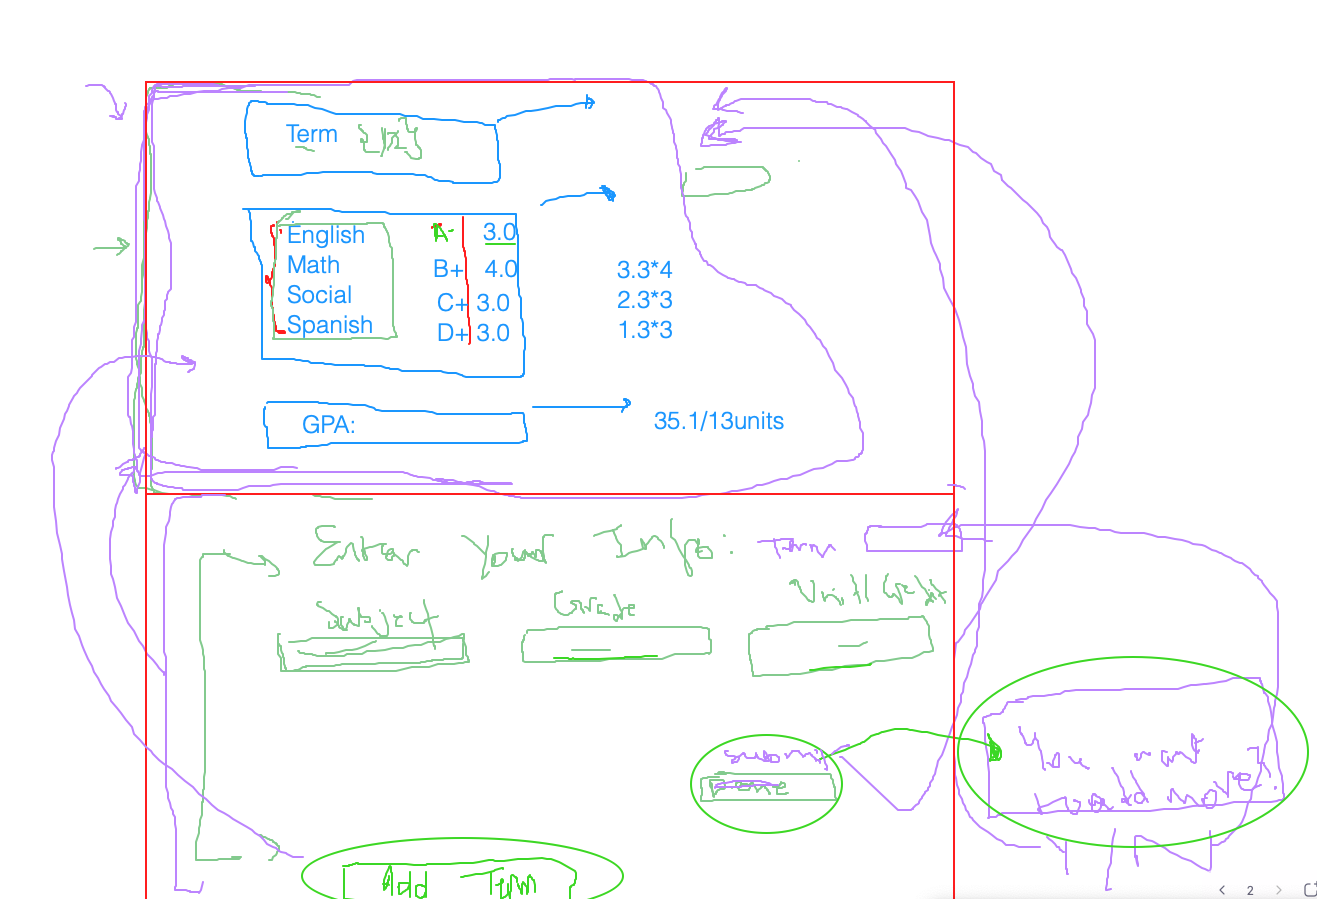 Term
English A- 3.0
Math B+ 4.0 3.3*4
Social C+ 3.0 2.3*3
Spanish D+ 3.0 1.3*3
GPA: 35.1/13units
Enter Your Info: Term
Subject Grade Unit/Credit
Submit
Done
You want
to add more?
Add Term
2